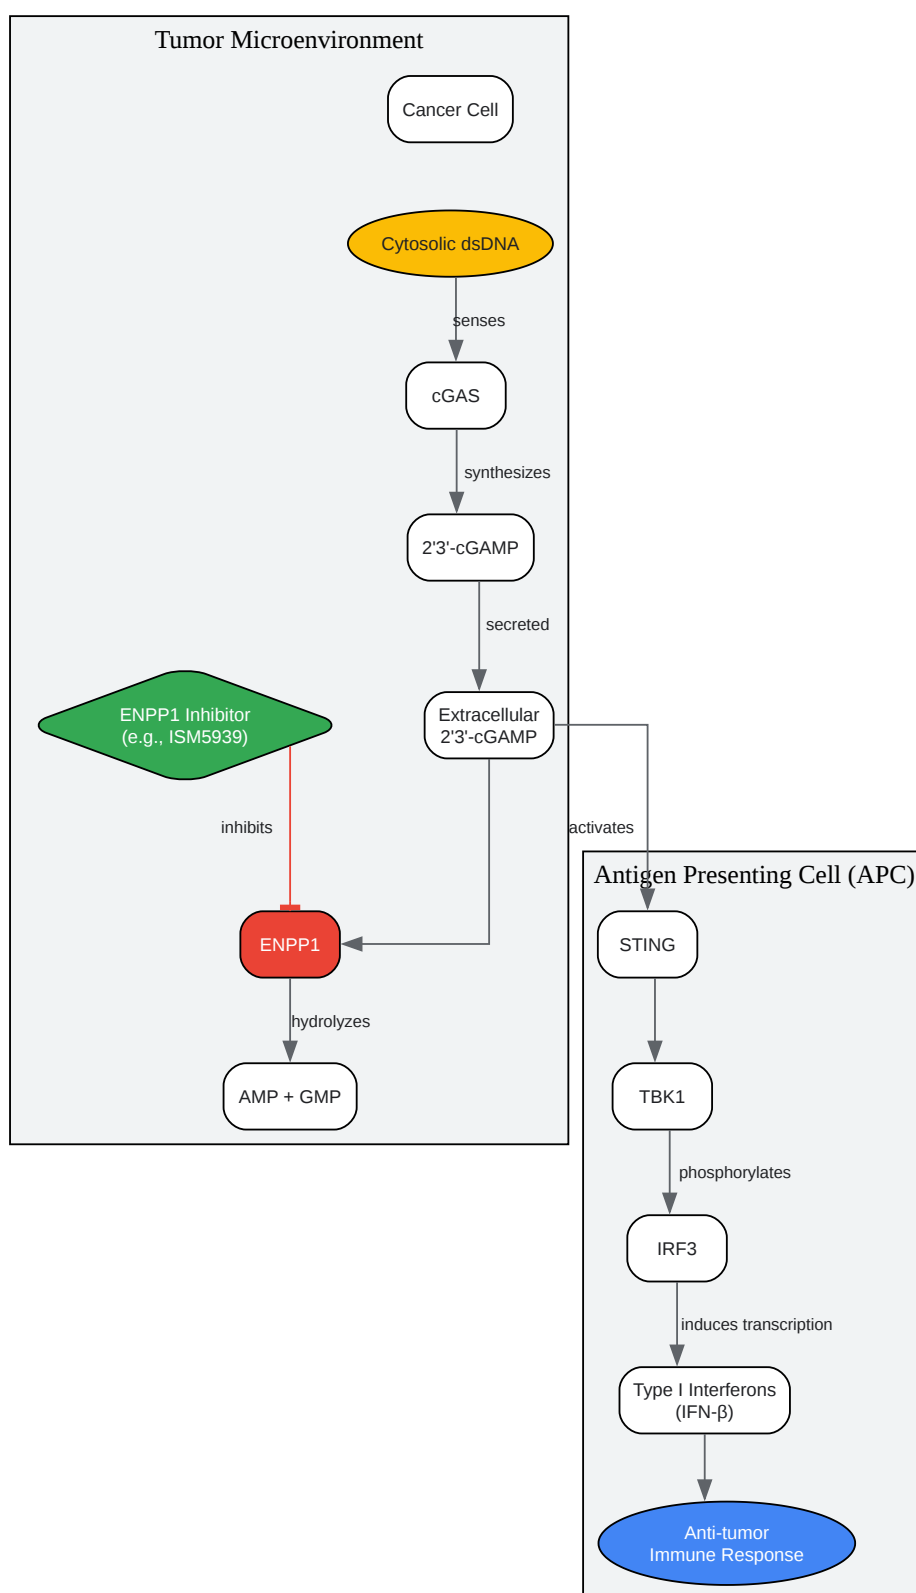 Tumor Microenvironment
Cancer Cell
Cytosolic dsDNA
senses
cGAS
synthesizes
2'3'-cGAMP
secreted
ENPP1 Inhibitor
(e.g., ISM5939)
Extracellular
2'3'-cGAMP
inhibits
activates
Antigen Presenting Cell (APC)
ENPP1
STING
hydrolyzes
AMP + GMP
TBK1
phosphorylates
IRF3
induces transcription
Type I Interferons
(IFN-β)
Anti-tumor
Immune Response